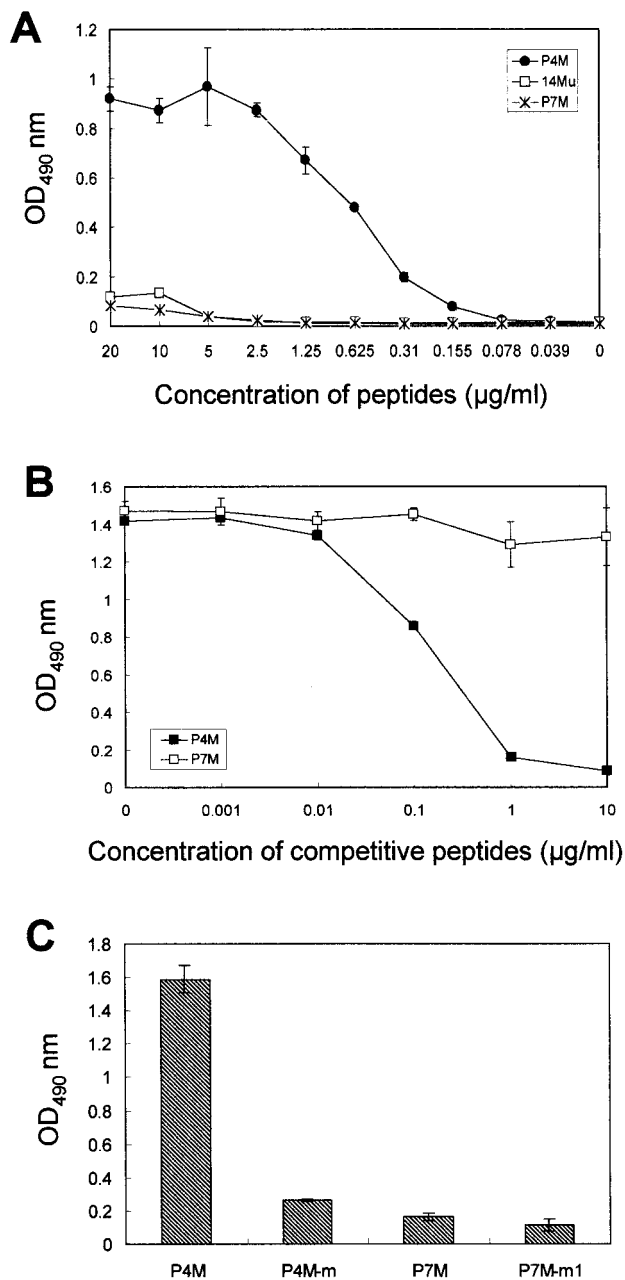 A
1.2
1
0.8
0.6
0.4
0.2
0
OD490 nm
P4M
14Mu
P7M
20 10 5 2.5 1.25 0.625 0.31 0.155 0.078 0.039 0
Concentration of peptides (µg/ml)
B
1.6
1.4
1.2
1
0.8
0.6
0.4
0.2
0
OD490 nm
P4M
P7M
0 0.001 0.01 0.1 1 10
Concentration of competitive peptides (µg/ml)
C
1.8
1.6
1.4
1.2
1
0.8
0.6
0.4
0.2
0
OD490 nm
P4M P4M-m P7M P7M-m1